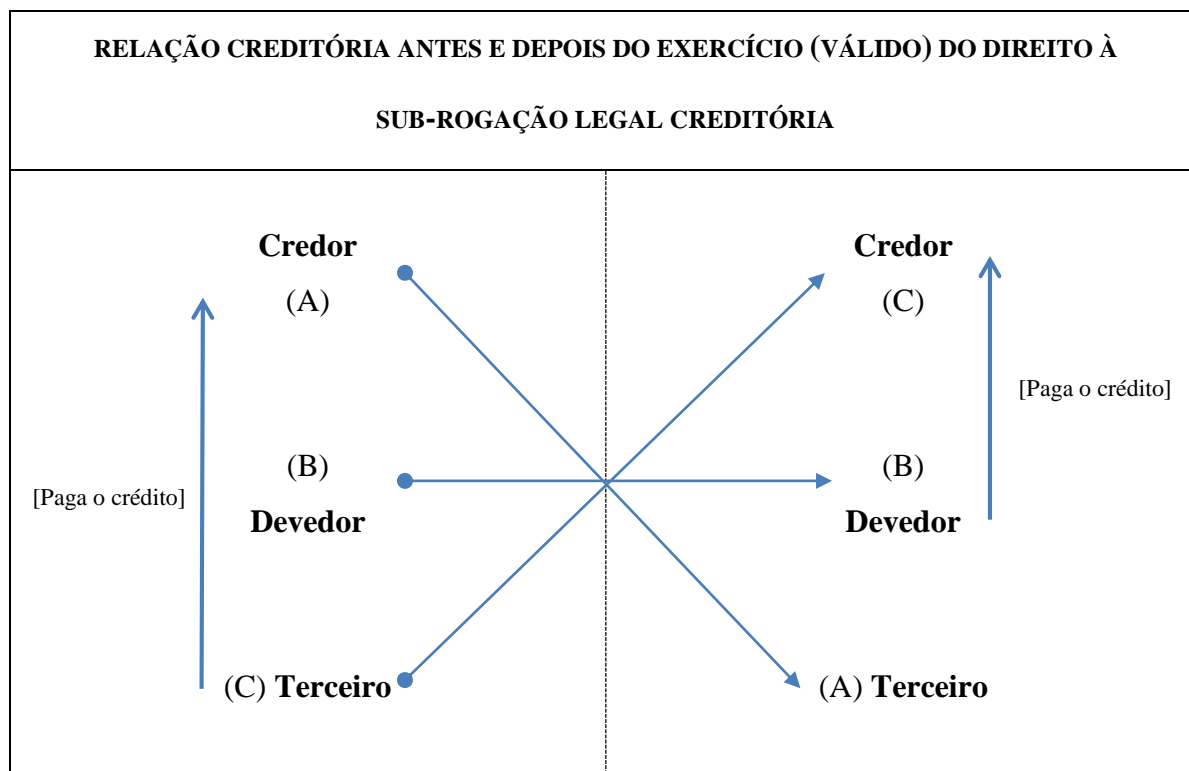 RELAÇÃO CREDITÓRIA ANTES E DEPOIS DO EXERCÍCIO (VÁLIDO) DO DIREITO À
SUB-ROGAÇÃO LEGAL CREDITÓRIA
Credor
(A)
[Paga o crédito]
(B)
Devedor
(C) Terceiro
Credor
(C)
[Paga o crédito]
(B)
Devedor
(A) Terceiro